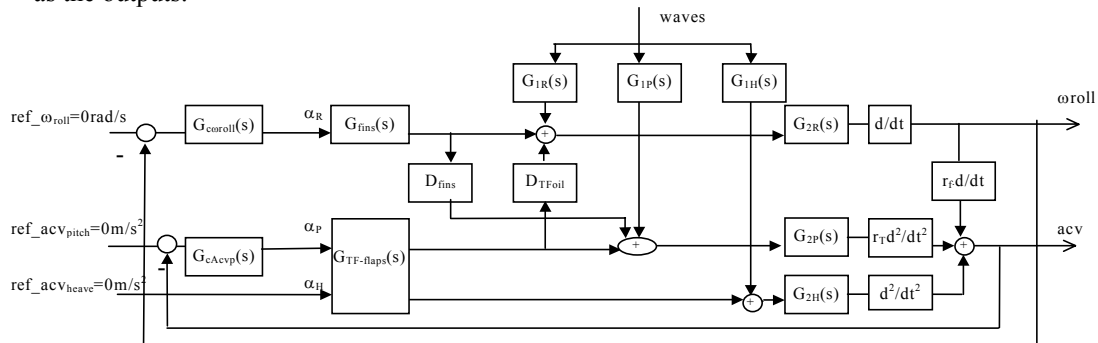 as the outputs.
waves
G1R(s) G1P(s) G1H(s)
ref_ωroll=0rad/s
Gcωroll(s)
αR
Gfins(s)
+
G2R(s)
d/dt
ωroll
-
Dfins
DTFoil
rf·d/dt
ref_acvpitch=0m/s²
GcAcvp(s)
αP
GTF-flaps(s)
+
G2P(s)
rTd²/dt²
+
acv
-
ref_acvheave=0m/s²
αH
+
G2H(s)
d²/dt²